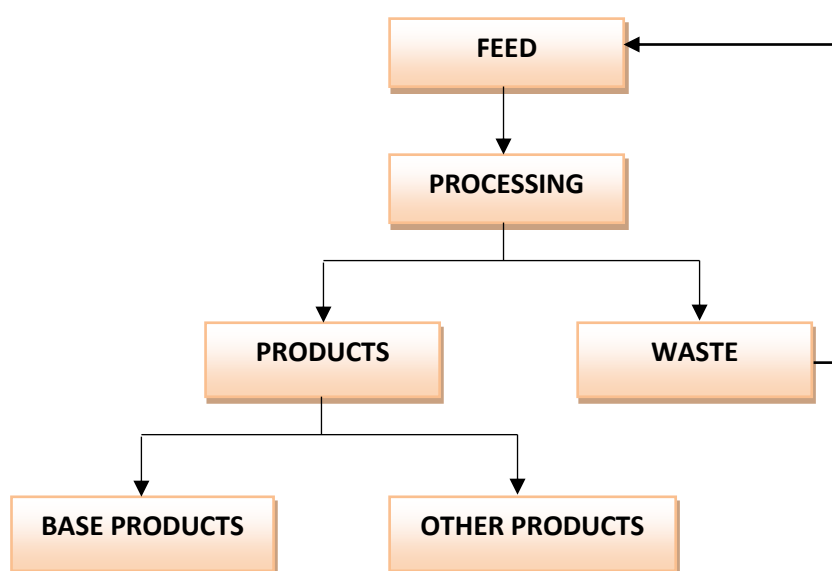 FEED
PROCESSING
PRODUCTS
WASTE
BASE PRODUCTS
OTHER PRODUCTS